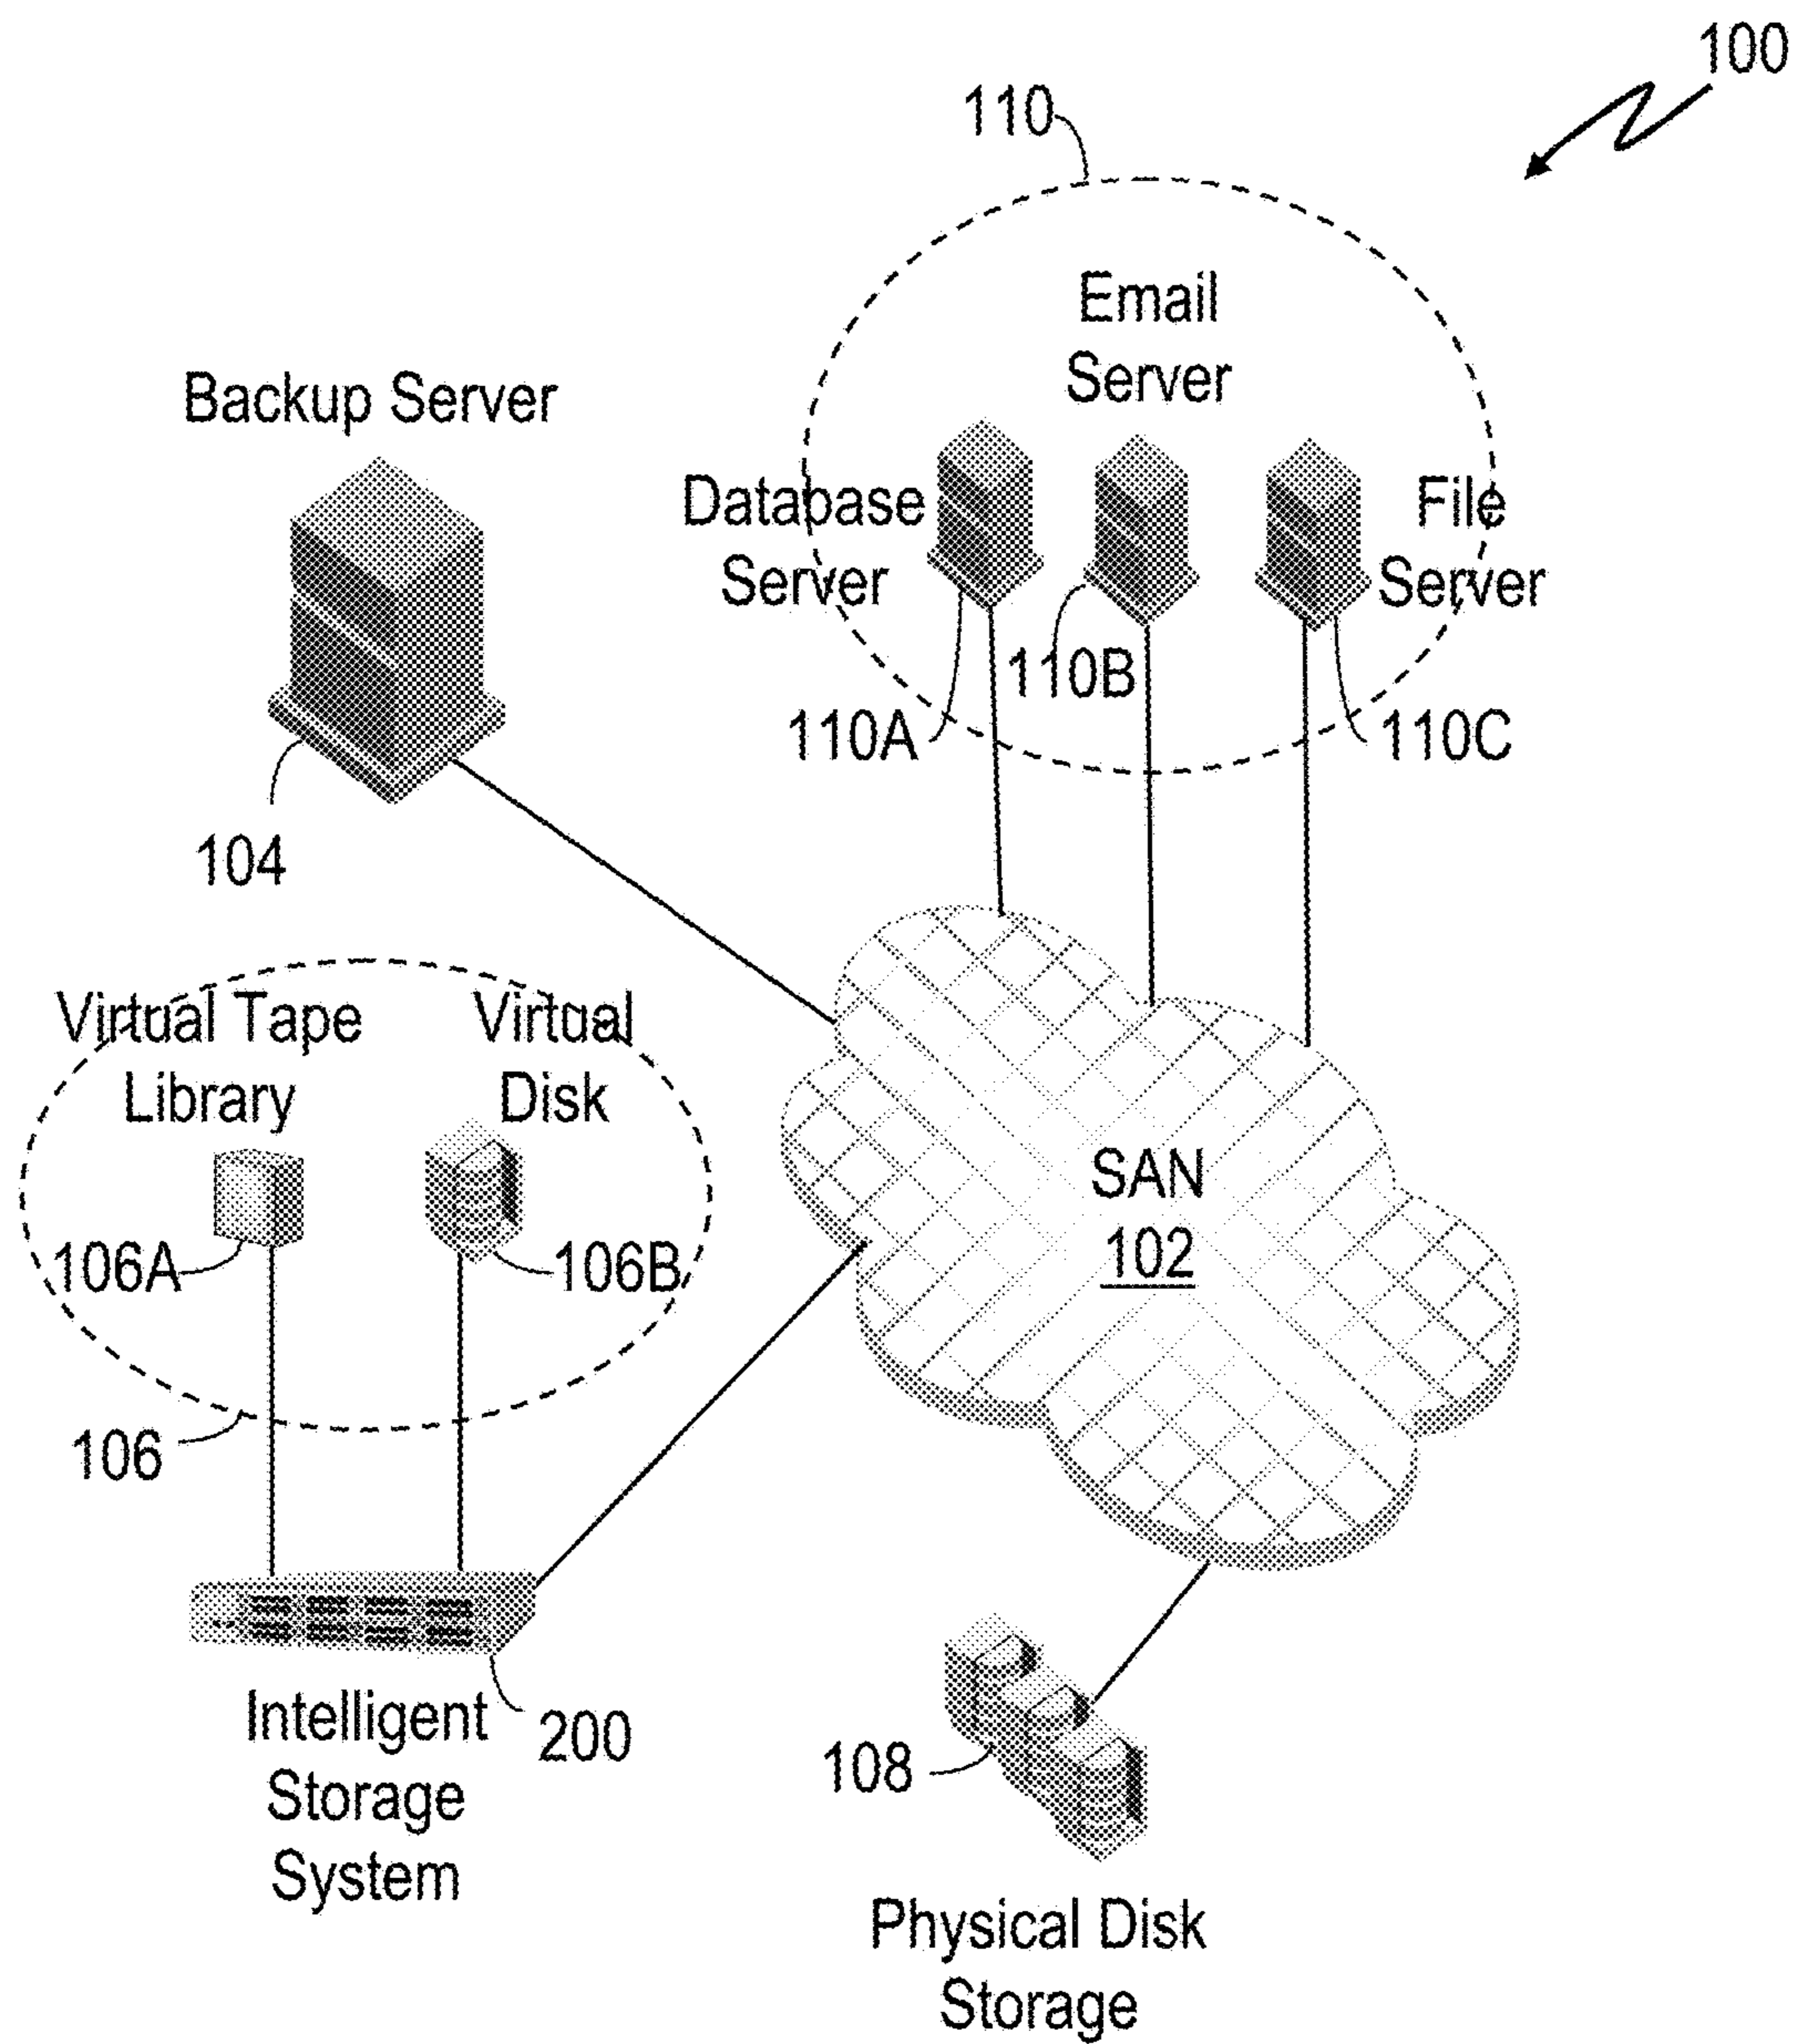 100
110
Email
Server
Backup Server
Database
Server
File
Server
110B
110A
110C
104
Virtual Tape
Library
Virtual
Disk
SAN
102
106A
106B
106
Intelligent
Storage
System
200
108
Physical Disk
Storage